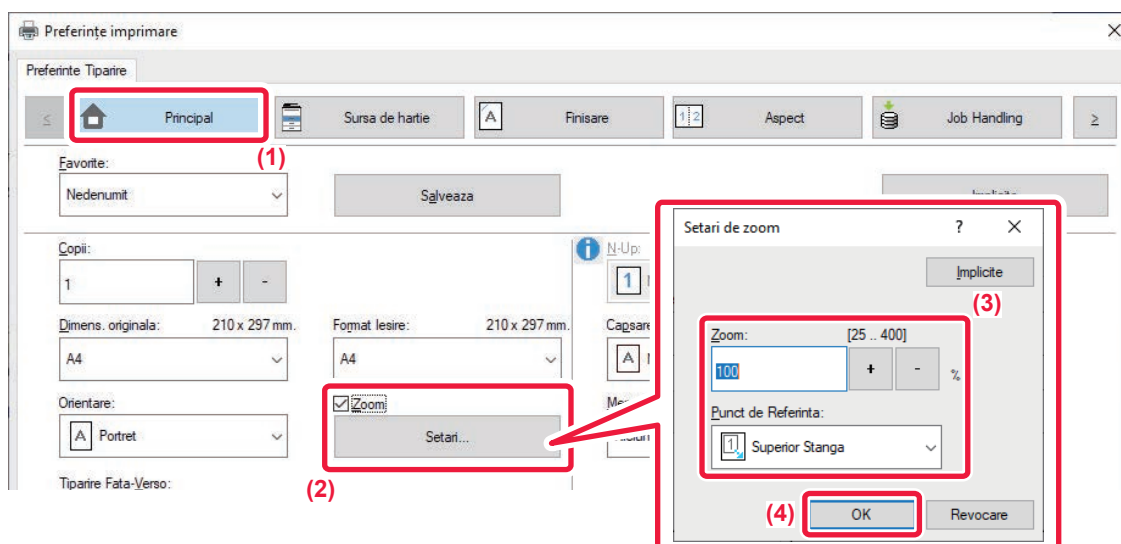 Preferințe imprimare
Preferinte Tiparire
< Principal Sursa de hartie Finisare Aspect Job Handling >
(1)
Favorite:
Nedenumit
Salveaza
Copii:
1 + -
Dimens. originala: 210 x 297 mm.
A4
Format Iesire: 210 x 297 mm.
A4
Orientare:
Portret
Zoom
Setari...
(2)
Tiparire Fata-Verso:
N-Up:
1
Capsare
Setari de zoom ? X
Implicite
(3)
Zoom: [25 .. 400]
100 + - %
Punct de Referinta:
1 Superior Stanga
(4) OK Revocare